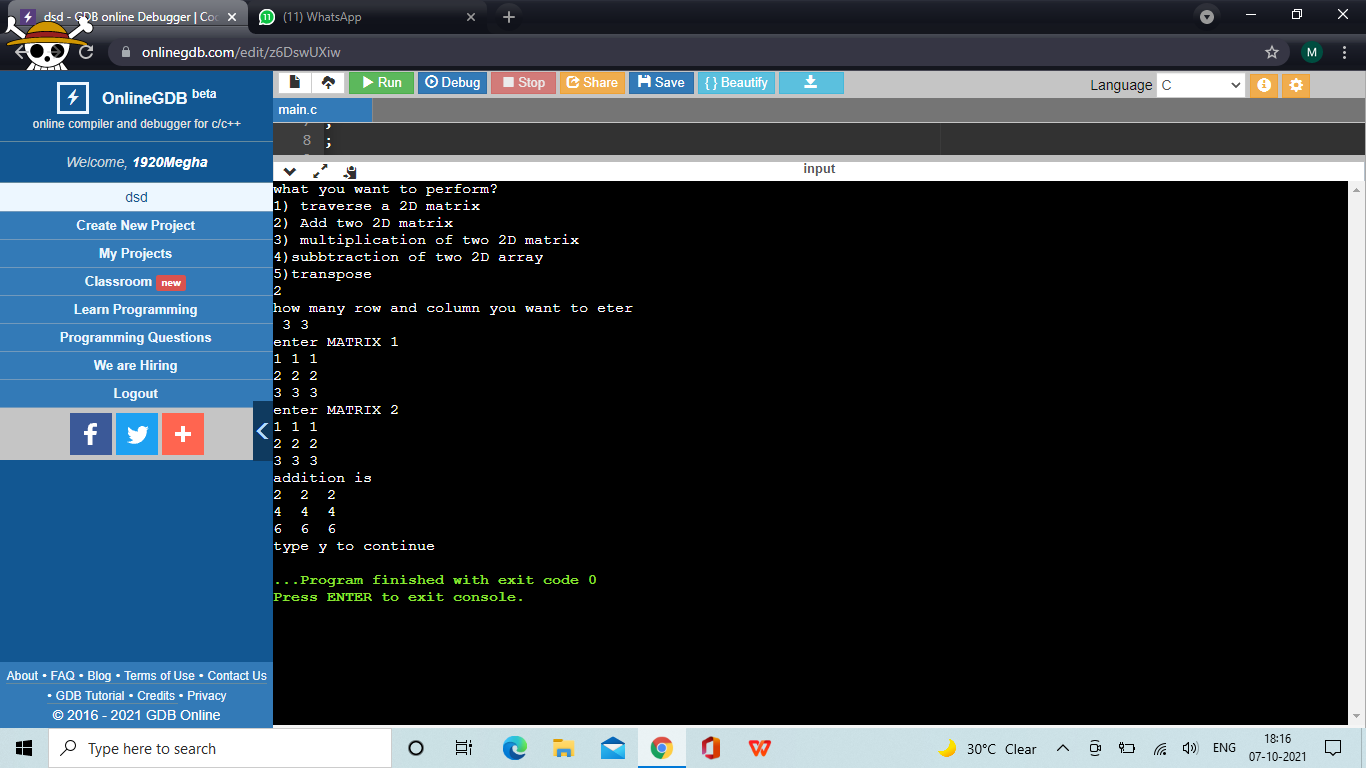 dsd - GDB online Debugger | Co
(11) WhatsApp
onlinegdb.com/edit/z6DswUXiw
M
OnlineGDB beta
online compiler and debugger for c/c++
Welcome, 1920Megha
dsd
Create New Project
My Projects
Classroom new
Learn Programming
Programming Questions
We are Hiring
Logout
About • FAQ • Blog • Terms of Use • Contact Us
• GDB Tutorial • Credits • Privacy
© 2016 - 2021 GDB Online
Run Debug Stop Share Save { } Beautify
Language C
main.c
8 ;
input
what you want to perform?
1) traverse a 2D matrix
2) Add two 2D matrix
3) multiplication of two 2D matrix
4)subbtraction of two 2D array
5)transpose
2
how many row and column you want to eter
3 3
enter MATRIX 1
1 1 1
2 2 2
3 3 3
enter MATRIX 2
1 1 1
2 2 2
3 3 3
addition is
2 2 2
4 4 4
6 6 6
type y to continue
...Program finished with exit code 0
Press ENTER to exit console.
Type here to search
30°C Clear
ENG
18:16
07-10-2021